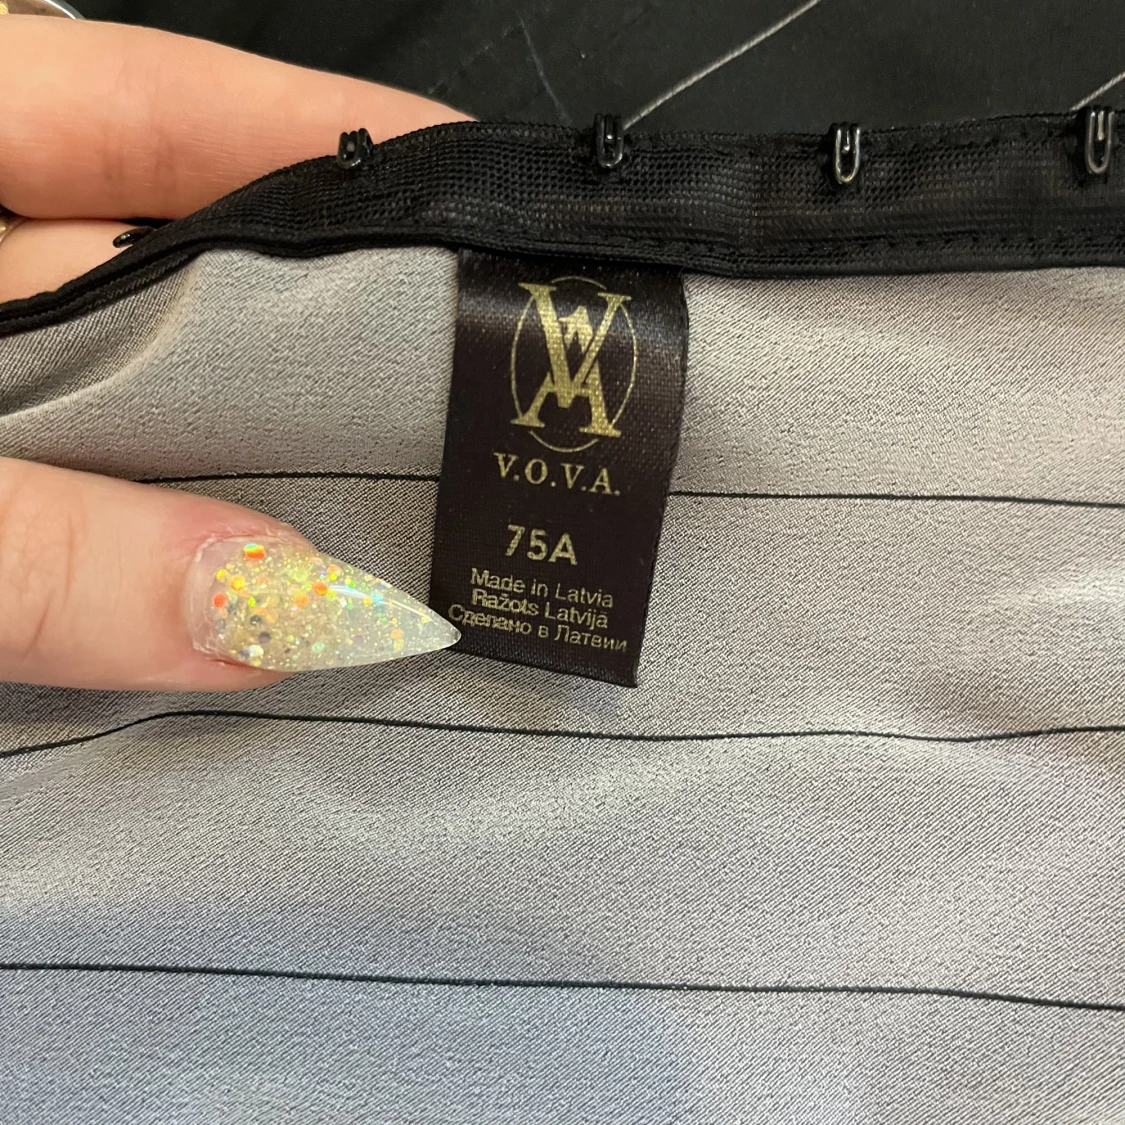 V.O.V.A.
75A
Made in Latvia
Ražots Latvijā
Сделано в Латвии